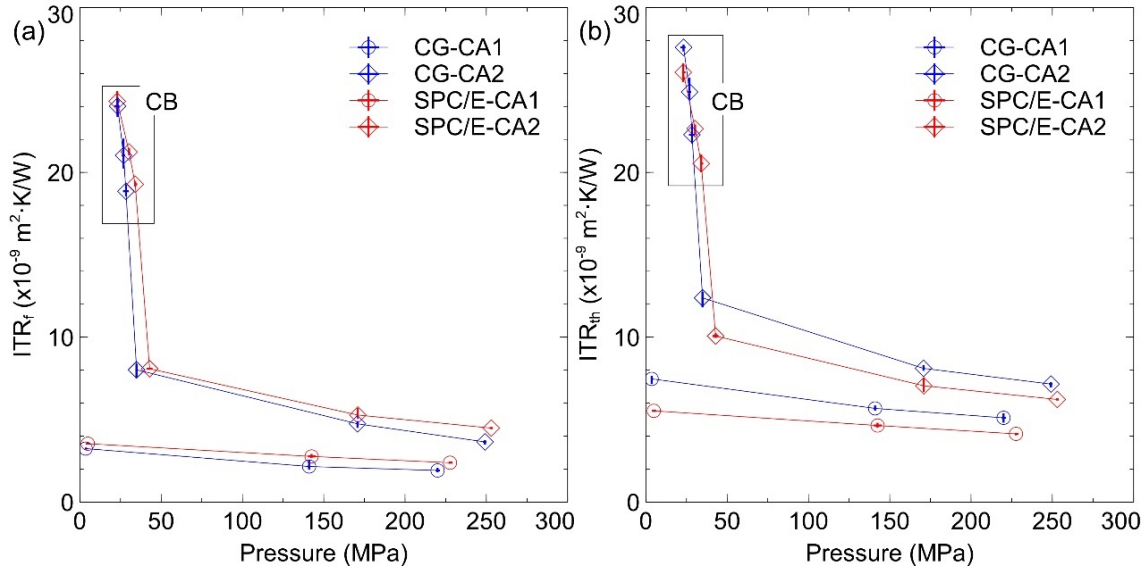 (a)
30
20
10
0
ITRf (x10⁻⁹ m²·K/W)
CB
CG-CA1
CG-CA2
SPC/E-CA1
SPC/E-CA2
0 50 100 150 200 250 300
Pressure (MPa)
(b)
30
20
10
0
ITRth (x10⁻⁹ m²·K/W)
CB
CG-CA1
CG-CA2
SPC/E-CA1
SPC/E-CA2
0 50 100 150 200 250 300
Pressure (MPa)